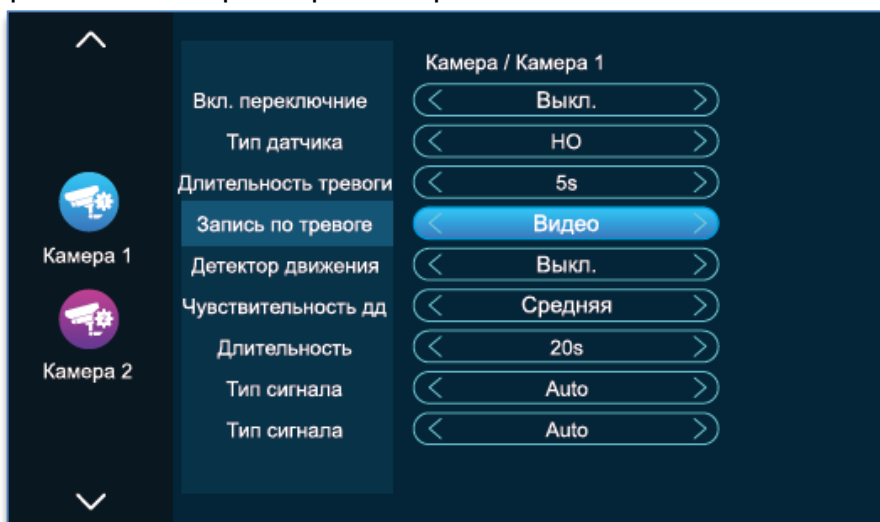 Камера / Камера 1
Вкл. переключние Выкл.
Тип датчика НО
Длительность тревоги 5s
Запись по тревоге Видео
Камера 1
Детектор движения Выкл.
Чувствительность дд Средняя
Длительность 20s
Камера 2
Тип сигнала Auto
Тип сигнала Auto